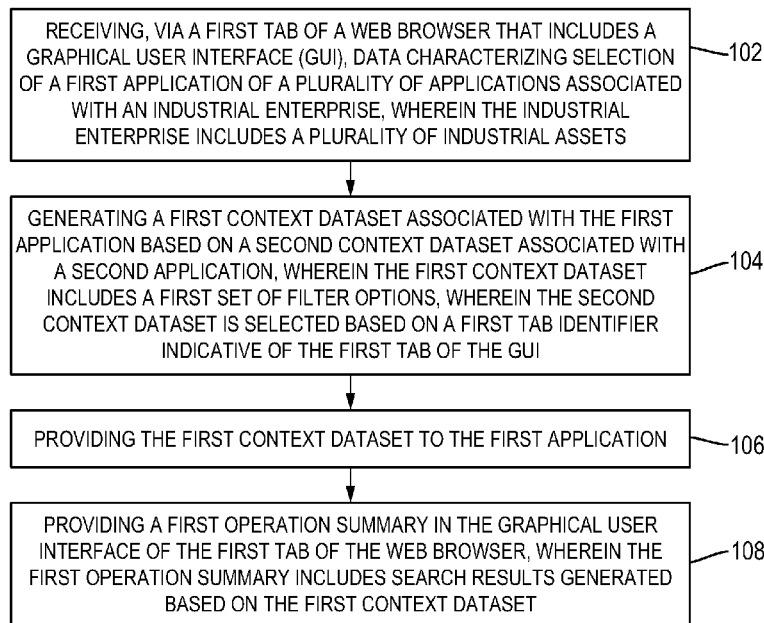 RECEIVING, VIA A FIRST TAB OF A WEB BROWSER THAT INCLUDES A
GRAPHICAL USER INTERFACE (GUI), DATA CHARACTERIZING SELECTION
OF A FIRST APPLICATION OF A PLURALITY OF APPLICATIONS ASSOCIATED
WITH AN INDUSTRIAL ENTERPRISE, WHEREIN THE INDUSTRIAL
ENTERPRISE INCLUDES A PLURALITY OF INDUSTRIAL ASSETS
102
GENERATING A FIRST CONTEXT DATASET ASSOCIATED WITH THE FIRST
APPLICATION BASED ON A SECOND CONTEXT DATASET ASSOCIATED WITH
A SECOND APPLICATION, WHEREIN THE FIRST CONTEXT DATASET
INCLUDES A FIRST SET OF FILTER OPTIONS, WHEREIN THE SECOND
CONTEXT DATASET IS SELECTED BASED ON A FIRST TAB IDENTIFIER
INDICATIVE OF THE FIRST TAB OF THE GUI
104
PROVIDING THE FIRST CONTEXT DATASET TO THE FIRST APPLICATION
106
PROVIDING A FIRST OPERATION SUMMARY IN THE GRAPHICAL USER
INTERFACE OF THE FIRST TAB OF THE WEB BROWSER, WHEREIN THE
FIRST OPERATION SUMMARY INCLUDES SEARCH RESULTS GENERATED
BASED ON THE FIRST CONTEXT DATASET
108